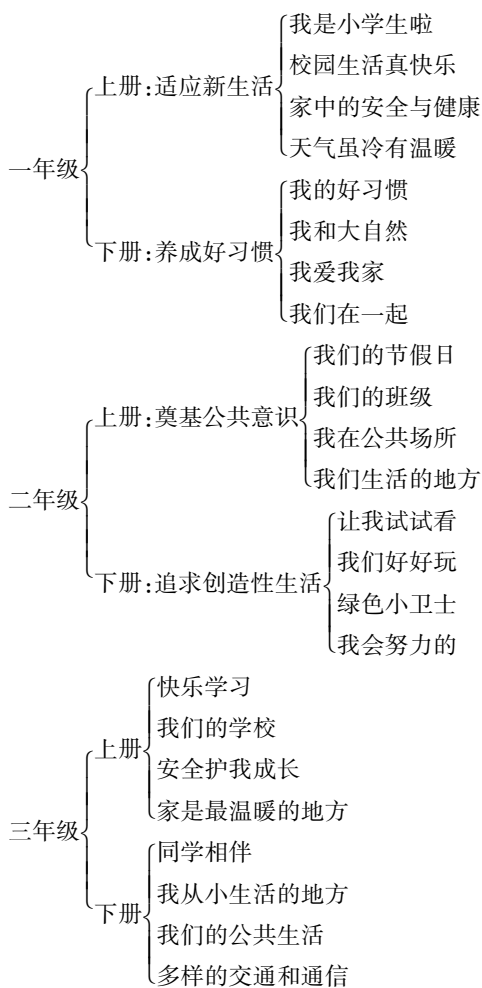 一年级
上册:适应新生活
我是小学生啦
校园生活真快乐
家中的安全与健康
天气虽冷有温暖
下册:养成好习惯
我的好习惯
我和大自然
我爱我家
我们在一起
二年级
上册:奠基公共意识
我们的节假日
我们的班级
我在公共场所
我们生活的地方
下册:追求创造性生活
让我试试看
我们好好玩
绿色小卫士
我会努力的
三年级
上册
快乐学习
我们的学校
安全护我成长
家是最温暖的地方
下册
同学相伴
我从小生活的地方
我们的公共生活
多样的交通和通信